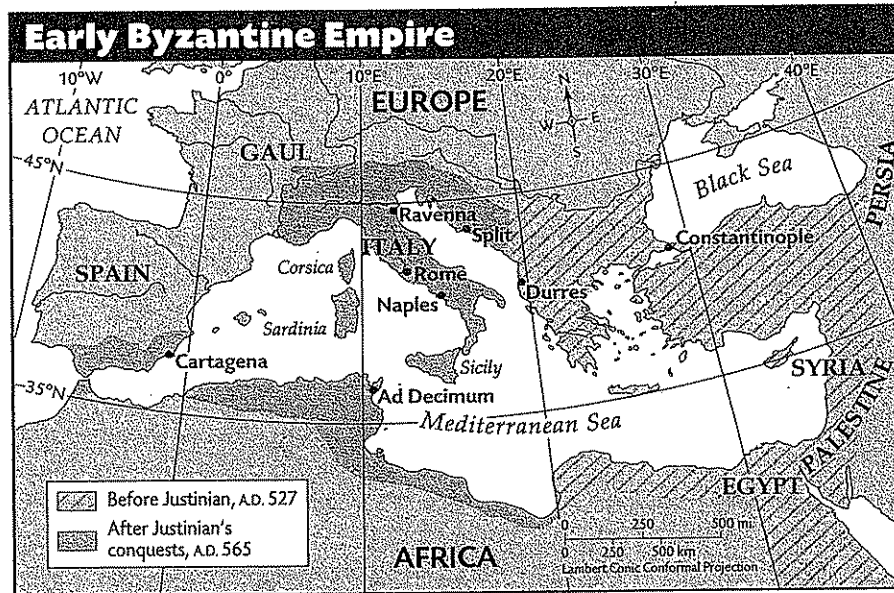 Early Byzantine Empire
10°W
0°
10°E
20°E
30°E
40°E
ATLANTIC
OCEAN
EUROPE
N
W E
S
45°N
GAUL
Black Sea
PERSIA
Ravenna
Split
Constantinople
ITALY
SPAIN
Corsica
Rome
Durres
Naples
Sardinia
Cartagena
Sicily
SYRIA
35°N
Ad Decimum
Mediterranean Sea
PALESTINE
EGYPT
Before Justinian, A.D. 527
After Justinian's
conquests, A.D. 565
AFRICA
0 250 500 mi
0 250 500 km
Lambert Conic Conformal Projection